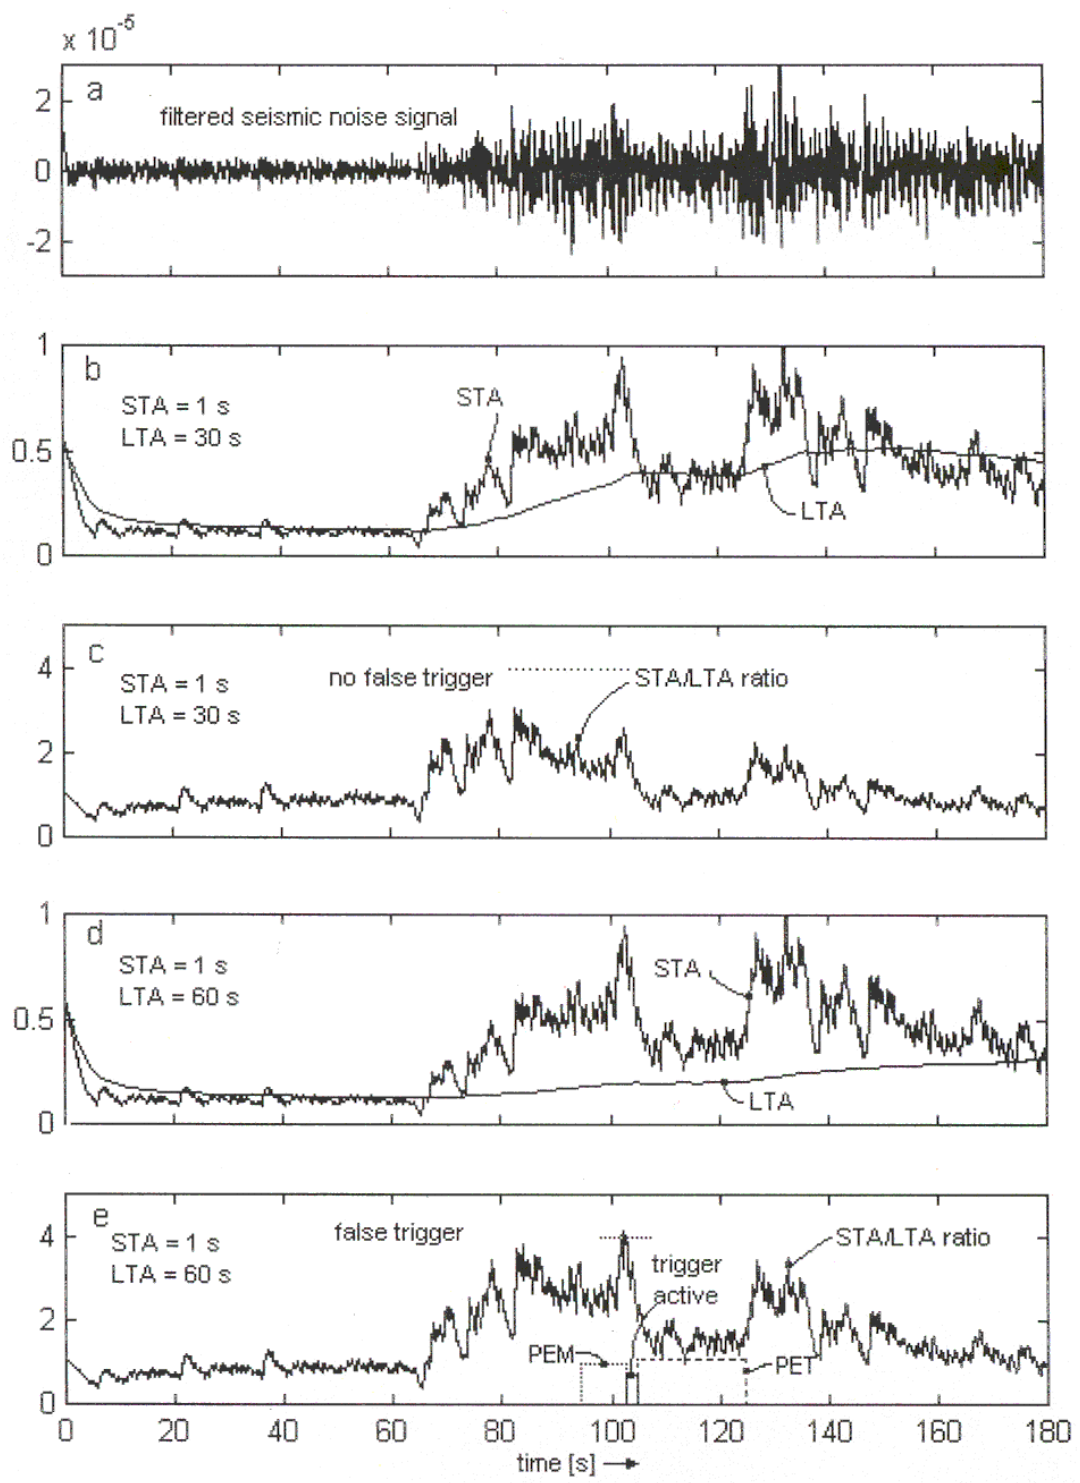 x 10^-5
a
filtered seismic noise signal
2
0
-2
1
b
STA = 1 s
LTA = 30 s
STA
0.5
LTA
0
c
no false trigger
STA/LTA ratio
STA = 1 s
LTA = 30 s
4
2
0
1
d
STA = 1 s
LTA = 60 s
STA
0.5
LTA
0
e
false trigger
STA = 1 s
LTA = 60 s
4
STA/LTA ratio
trigger
active
2
PEM
PET
0
0 20 40 60 80 100 120 140 160 180
time [s]